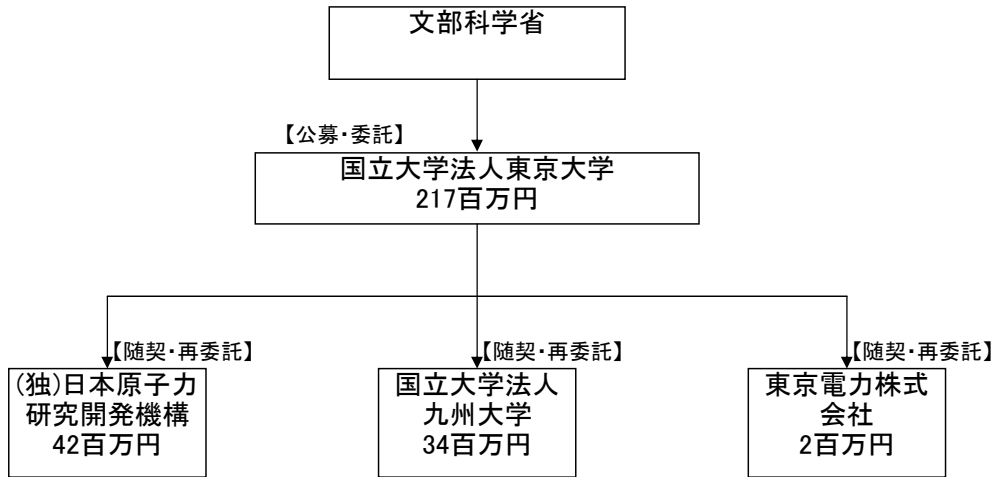 文部科学省
【公募・委託】
国立大学法人東京大学
217百万円
【随契・再委託】
【随契・再委託】
【随契・再委託】
(独)日本原子力
研究開発機構
42百万円
国立大学法人
九州大学
34百万円
東京電力株式
会社
2百万円